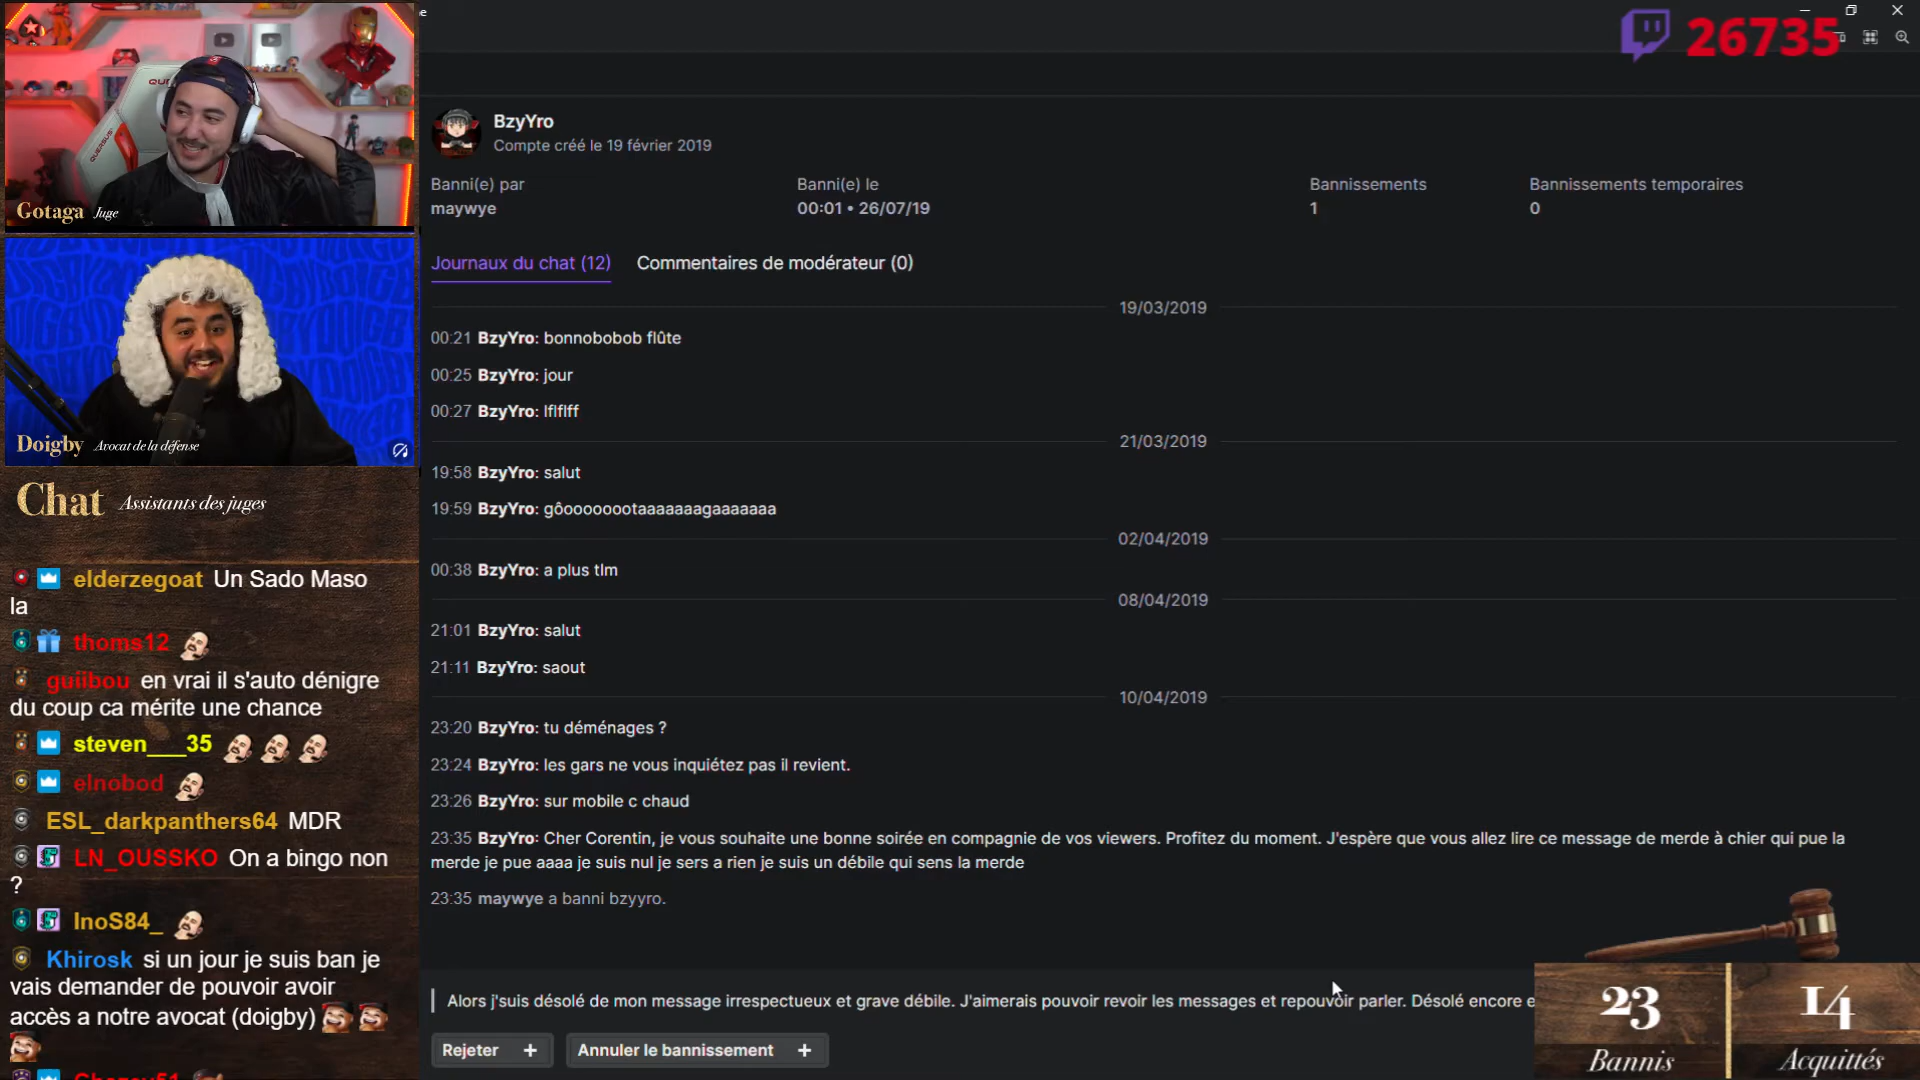 e
26735
QUERSUS
Gotaga Juge
Doigby Avocat de la défense
Chat Assistants des juges
elderzegoat Un Sado Maso
la
thoms12
guiibou en vrai il s'auto dénigre
du coup ca mérite une chance
steven___35
elnobod
ESL_darkpanthers64 MDR
LN_OUSSKO On a bingo non
?
InoS84_
Khirosk si un jour je suis ban je
vais demander de pouvoir avoir
accès a notre avocat (doigby)
BzyYro
Compte créé le 19 février 2019
Banni(e) par
maywye
Banni(e) le
00:01 • 26/07/19
Bannissements
1
Bannissements temporaires
0
Journaux du chat (12) Commentaires de modérateur (0)
19/03/2019
00:21 BzyYro: bonnobobob flûte
00:25 BzyYro: jour
00:27 BzyYro: lflflff
21/03/2019
19:58 BzyYro: salut
19:59 BzyYro: gôoooooootaaaaaaagaaaaaaa
02/04/2019
00:38 BzyYro: a plus tlm
08/04/2019
21:01 BzyYro: salut
21:11 BzyYro: saout
10/04/2019
23:20 BzyYro: tu déménages ?
23:24 BzyYro: les gars ne vous inquiétez pas il revient.
23:26 BzyYro: sur mobile c chaud
23:35 BzyYro: Cher Corentin, je vous souhaite une bonne soirée en compagnie de vos viewers. Profitez du moment. J'espère que vous allez lire ce message de merde à chier qui pue la
merde je pue aaaa je suis nul je sers a rien je suis un débile qui sens la merde
23:35 maywye a banni bzyyro.
Alors j'suis désolé de mon message irrespectueux et grave débile. J'aimerais pouvoir revoir les messages et repouvoir parler. Désolé encore e
Rejeter + Annuler le bannissement +
23
Bannis
14
Acquittés